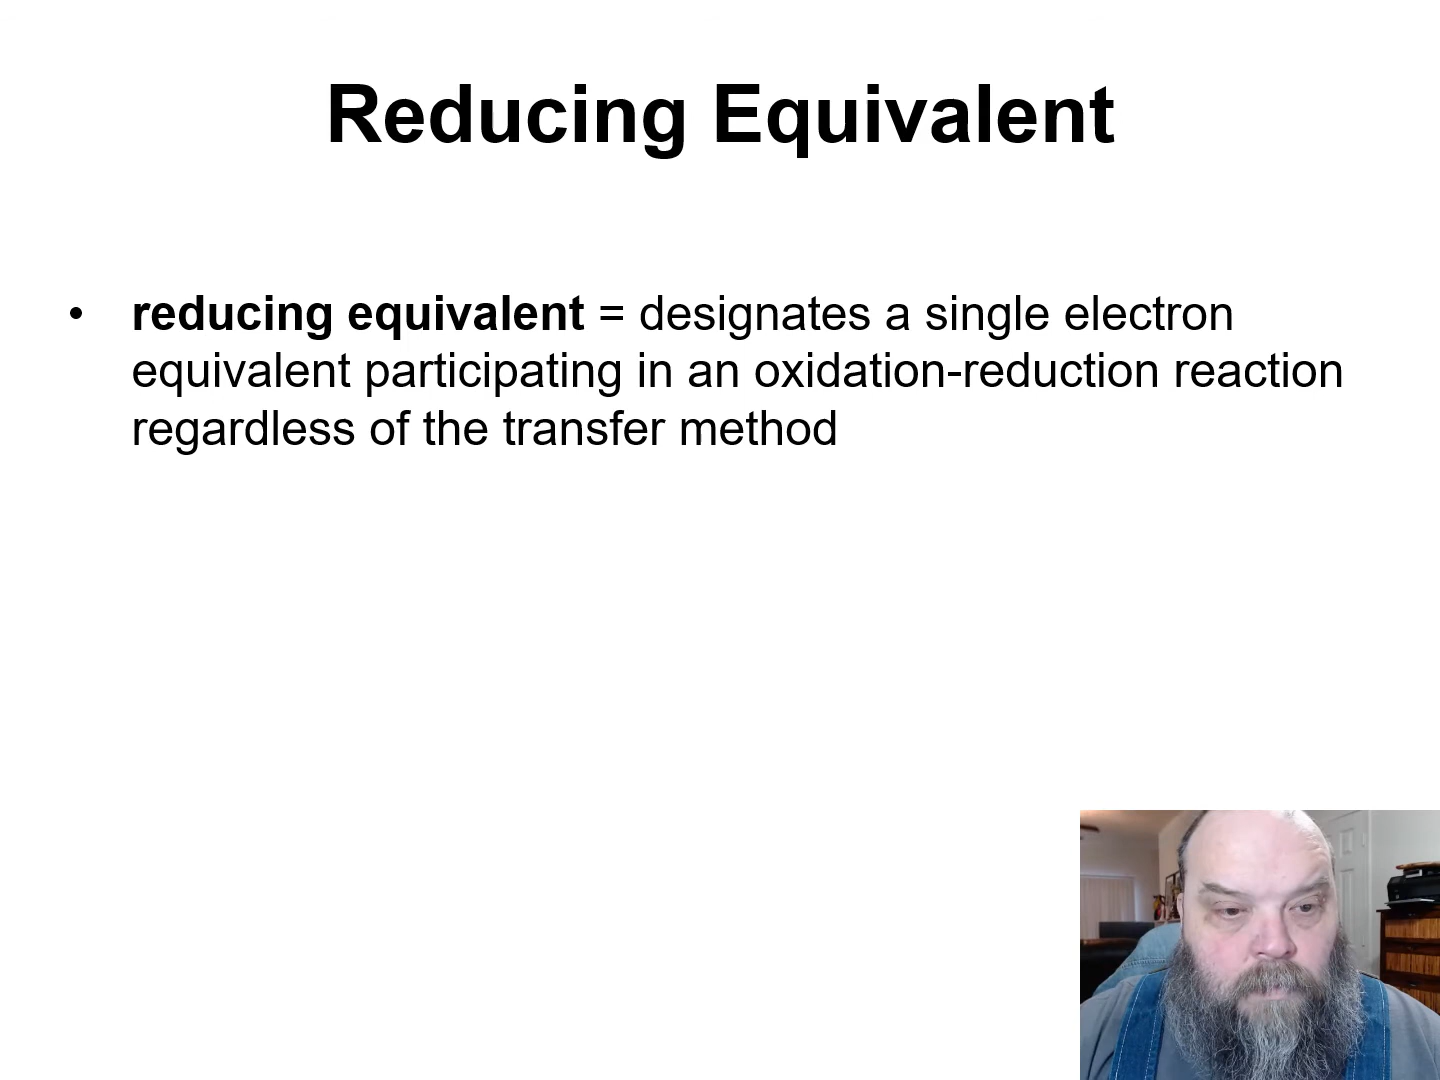 Reducing Equivalent
• reducing equivalent = designates a single electron
equivalent participating in an oxidation-reduction reaction
regardless of the transfer method